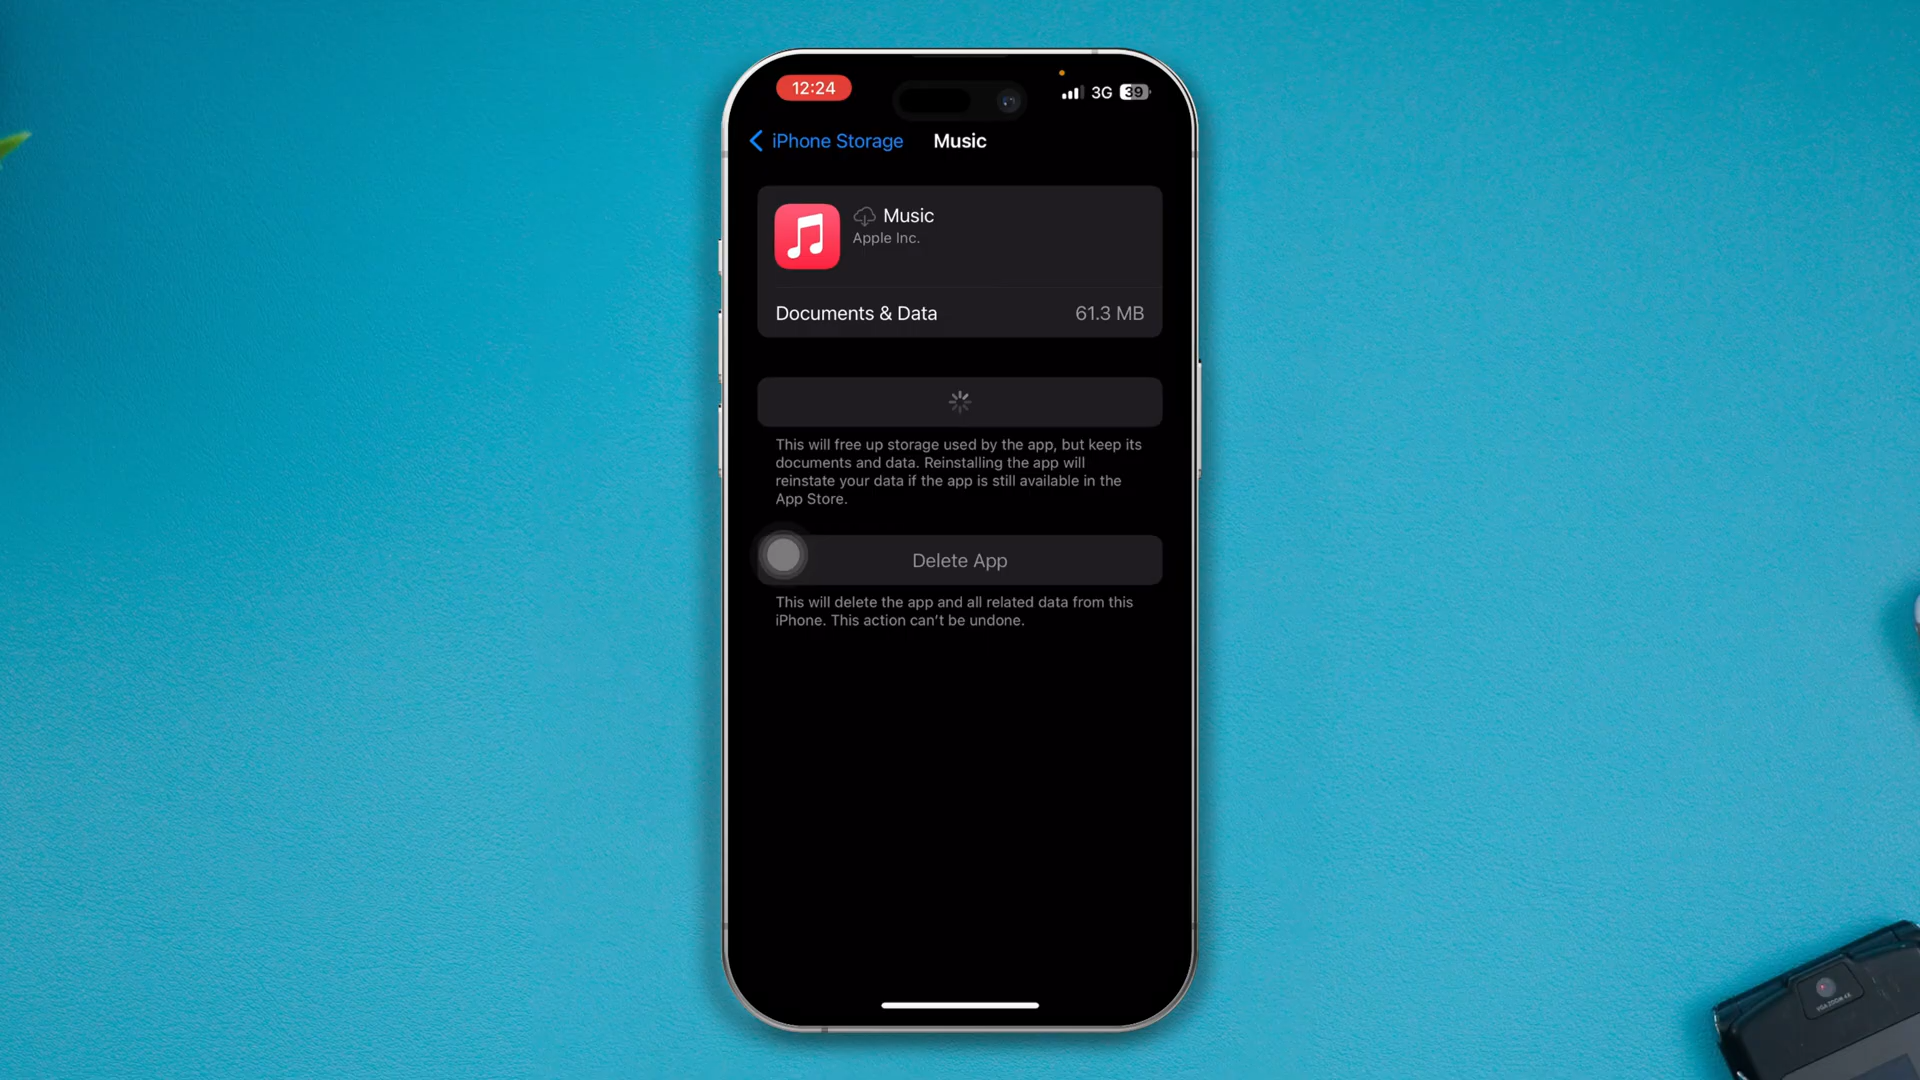 12:24
3G 39
iPhone Storage Music
Music
Apple Inc.
Documents & Data 61.3 MB
This will free up storage used by the app, but keep its
documents and data. Reinstalling the app will
reinstate your data if the app is still available in the
App Store.
Delete App
This will delete the app and all related data from this
iPhone. This action can't be undone.
VGA ZOOM 4X